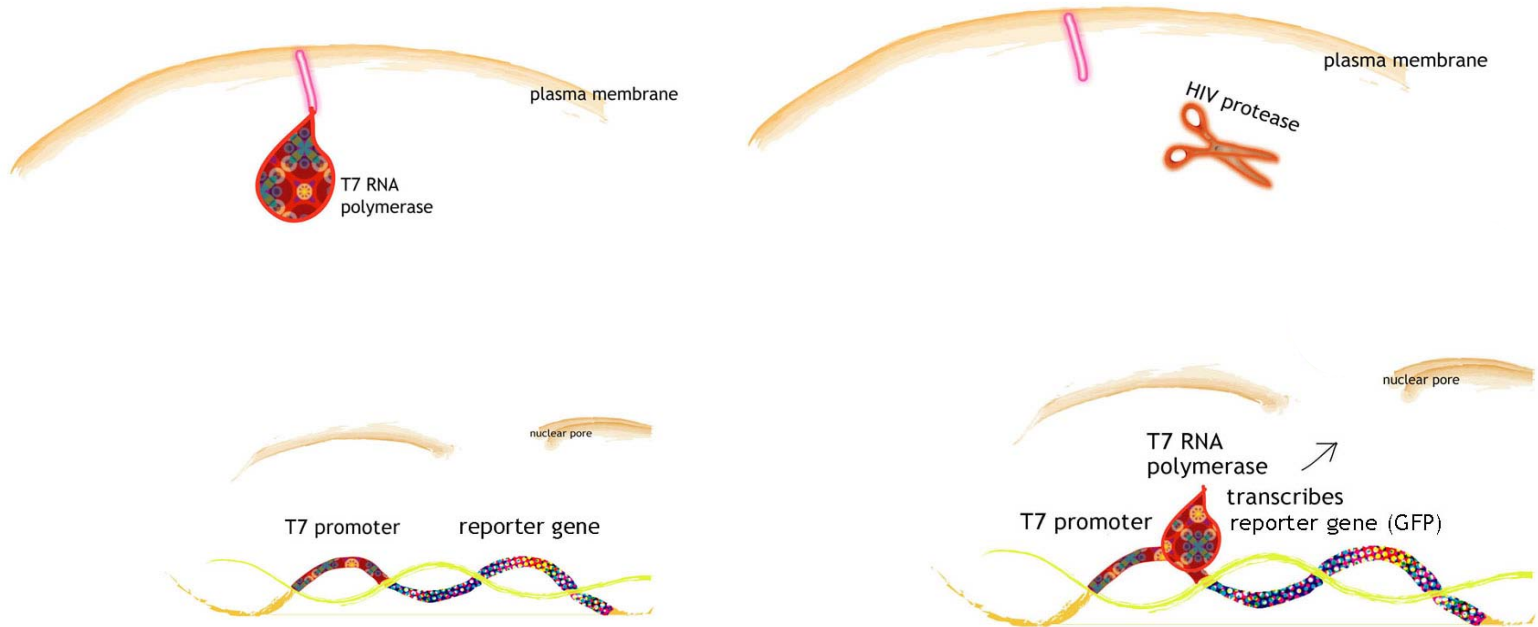 plasma membrane
T7 RNA
polymerase
nuclear pore
T7 promoter
reporter gene
plasma membrane
HIV protease
nuclear pore
T7 RNA
polymerase
transcribes
T7 promoter
reporter gene (GFP)